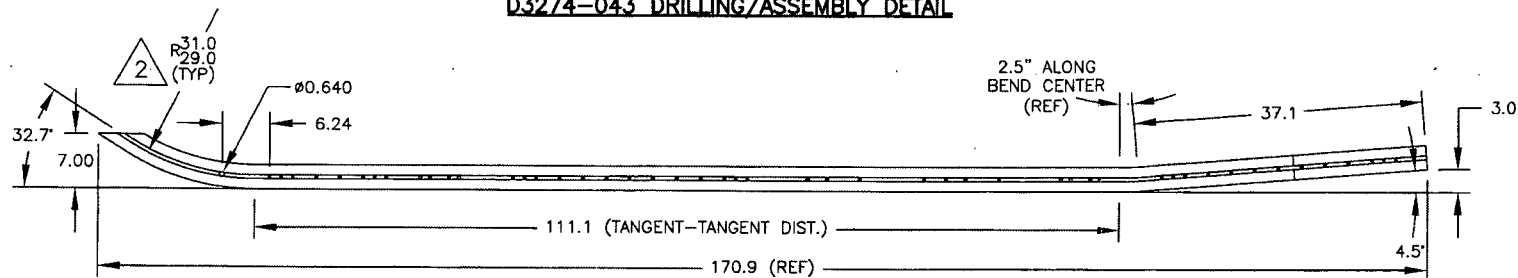 D3274-043 DRILLING/ASSEMBLY DETAIL
2
R31.0
29.0
(TYP)
Ø0.640
2.5" ALONG
BEND CENTER
(REF)
37.1
3.0
32.7°
6.24
7.00
111.1 (TANGENT-TANGENT DIST.)
4.5°
170.9 (REF)